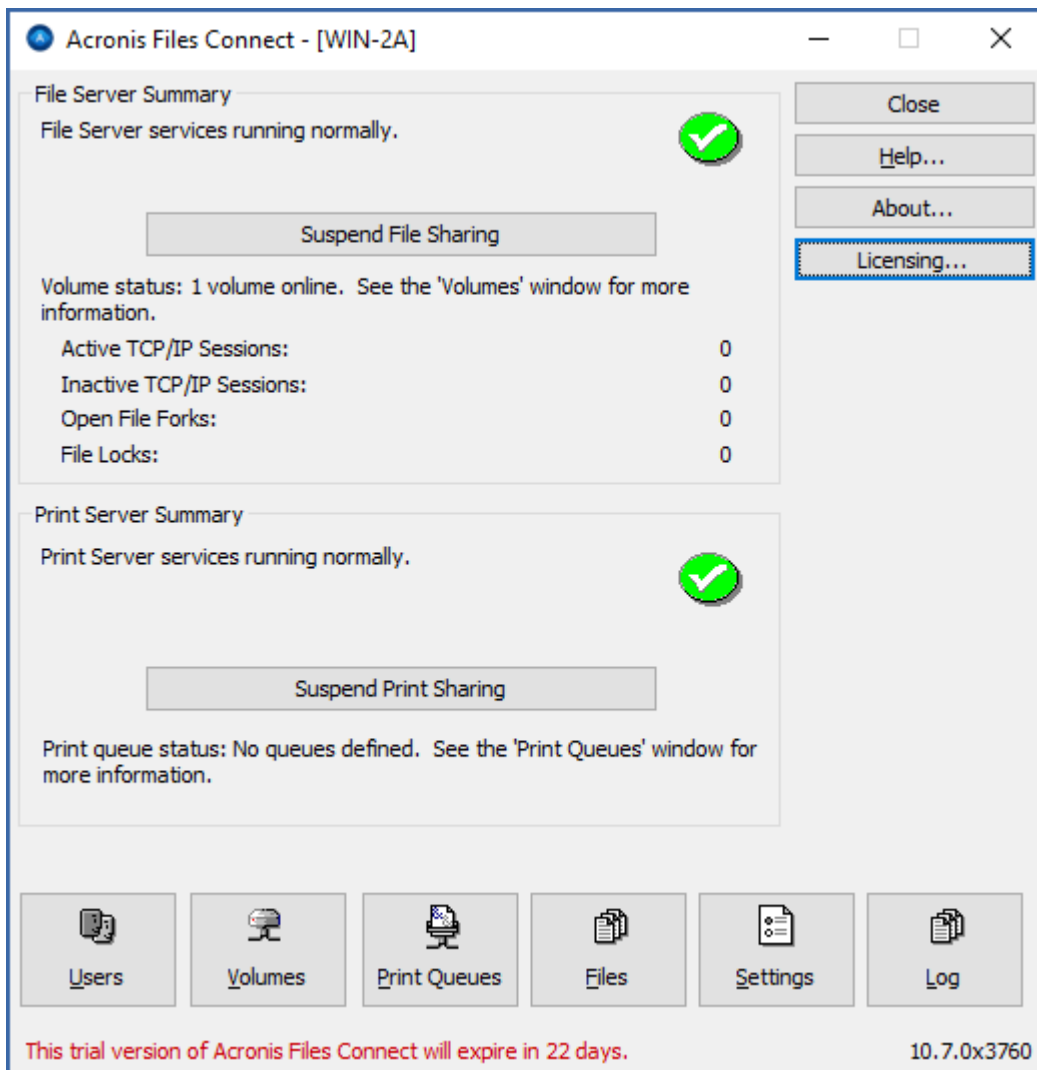 Acronis Files Connect - [WIN-2A]
File Server Summary
File Server services running normally.
Suspend File Sharing
Volume status: 1 volume online.  See the 'Volumes' window for more
information.
Active TCP/IP Sessions: 0
Inactive TCP/IP Sessions: 0
Open File Forks: 0
File Locks: 0
Close
Help...
About...
Licensing...
Print Server Summary
Print Server services running normally.
Suspend Print Sharing
Print queue status: No queues defined.  See the 'Print Queues' window for
more information.
Users Volumes Print Queues Files Settings Log
This trial version of Acronis Files Connect will expire in 22 days. 10.7.0x3760